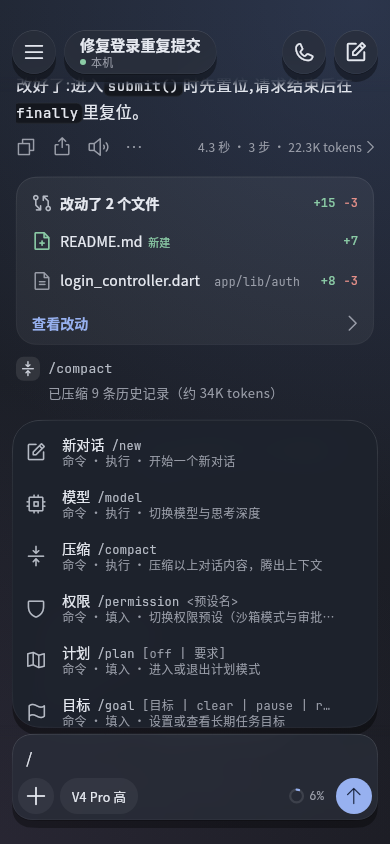 修复登录重复提交
本机
改好了:进入 submit() 时先置位,请求结束后在
finally 里复位。
4.3 秒 · 3 步 · 22.3K tokens
改动了 2 个文件 +15 -3
README.md 新建 +7
login_controller.dart app/lib/auth +8 -3
查看改动
/compact
已压缩 9 条历史记录（约 34K tokens）
新对话 /new
命令 · 执行 · 开始一个新对话
模型 /model
命令 · 执行 · 切换模型与思考深度
压缩 /compact
命令 · 执行 · 压缩以上对话内容，腾出上下文
权限 /permission <预设名>
命令 · 填入 · 切换权限预设（沙箱模式与审批…
计划 /plan [off | 要求]
命令 · 填入 · 进入或退出计划模式
目标 /goal [目标 | clear | pause | r…
命令 · 填入 · 设置或查看长期任务目标
/
V4 Pro 高 6%